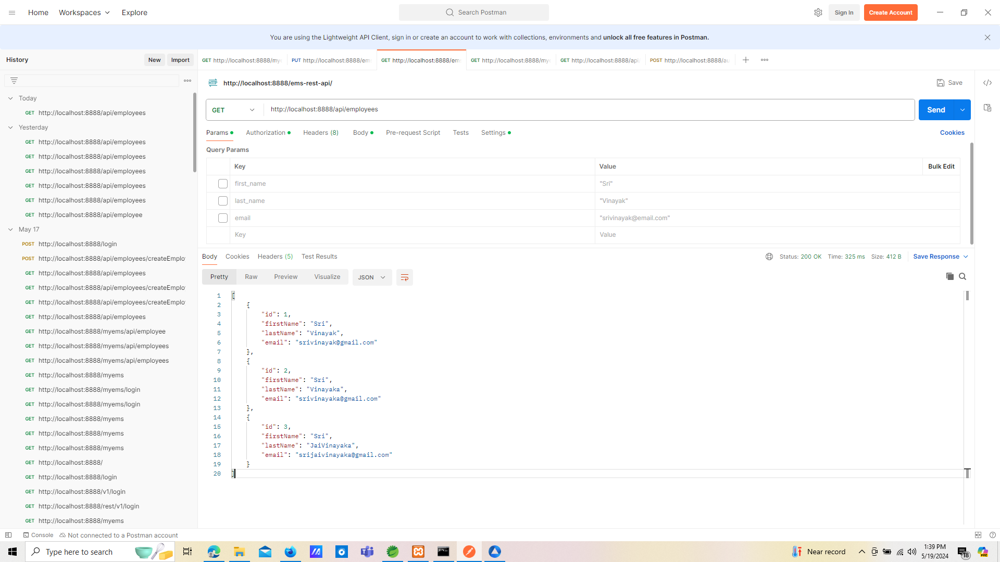 Home Workspaces Explore Search Postman Sign In Create Account
You are using the Lightweight API Client, sign in or create an account to work with collections, environments and unlock all free features in Postman.
History New Import
Today
GET http://localhost:8888/api/employees
Yesterday
GET http://localhost:8888/api/employees
GET http://localhost:8888/api/employees
GET http://localhost:8888/api/employees
GET http://localhost:8888/api/employees
GET http://localhost:8888/api/employees
GET http://localhost:8888/api/employee
May 17
POST http://localhost:8888/login
POST http://localhost:8888/api/employees/createEmplo
GET http://localhost:8888/api/employees
GET http://localhost:8888/api/employees/createEmplo
GET http://localhost:8888/api/employees/createEmplo
GET http://localhost:8888/api/employees
GET http://localhost:8888/myems/api/employee
GET http://localhost:8888/myems/api/employees
GET http://localhost:8888/myems/api/employees
GET http://localhost:8888/myems
GET http://localhost:8888/myems/login
GET http://localhost:8888/myems/login
GET http://localhost:8888/myems
GET http://localhost:8888/myems
GET http://localhost:8888/myems
GET http://localhost:8888/
GET http://localhost:8888/login
GET http://localhost:8888/v1/login
GET http://localhost:8888/rest/v1/login
GET http://localhost:8888/myems
GET http://localhost:8888/my PUT http://localhost:8888/em GET http://localhost:8888/em GET http://localhost:8888/my GET http://localhost:8888/api POST http://localhost:8888/au
HTTP http://localhost:8888/ems-rest-api/ Save
GET http://localhost:8888/api/employees Send
Params Authorization Headers (8) Body Pre-request Script Tests Settings Cookies
Query Params
Key Value Bulk Edit
first_name "Sri"
last_name "Vinayak"
email "srivinayak@email.com"
Key Value
Body Cookies Headers (5) Test Results Status: 200 OK Time: 325 ms Size: 412 B Save Response
Pretty Raw Preview Visualize JSON
1 [
2 {
3 "id": 1,
4 "firstName": "Sri",
5 "lastName": "Vinayak",
6 "email": "srivinayak@gmail.com"
7 },
8 {
9 "id": 2,
10 "firstName": "Sri",
11 "lastName": "Vinayaka",
12 "email": "srivinayaka@gmail.com"
13 },
14 {
15 "id": 3,
16 "firstName": "Sri",
17 "lastName": "JaiVinayaka",
18 "email": "srijaivinayaka@gmail.com"
19 }
20 ]
Console Not connected to a Postman account
Type here to search Near record 1:39 PM 18
5/19/2024